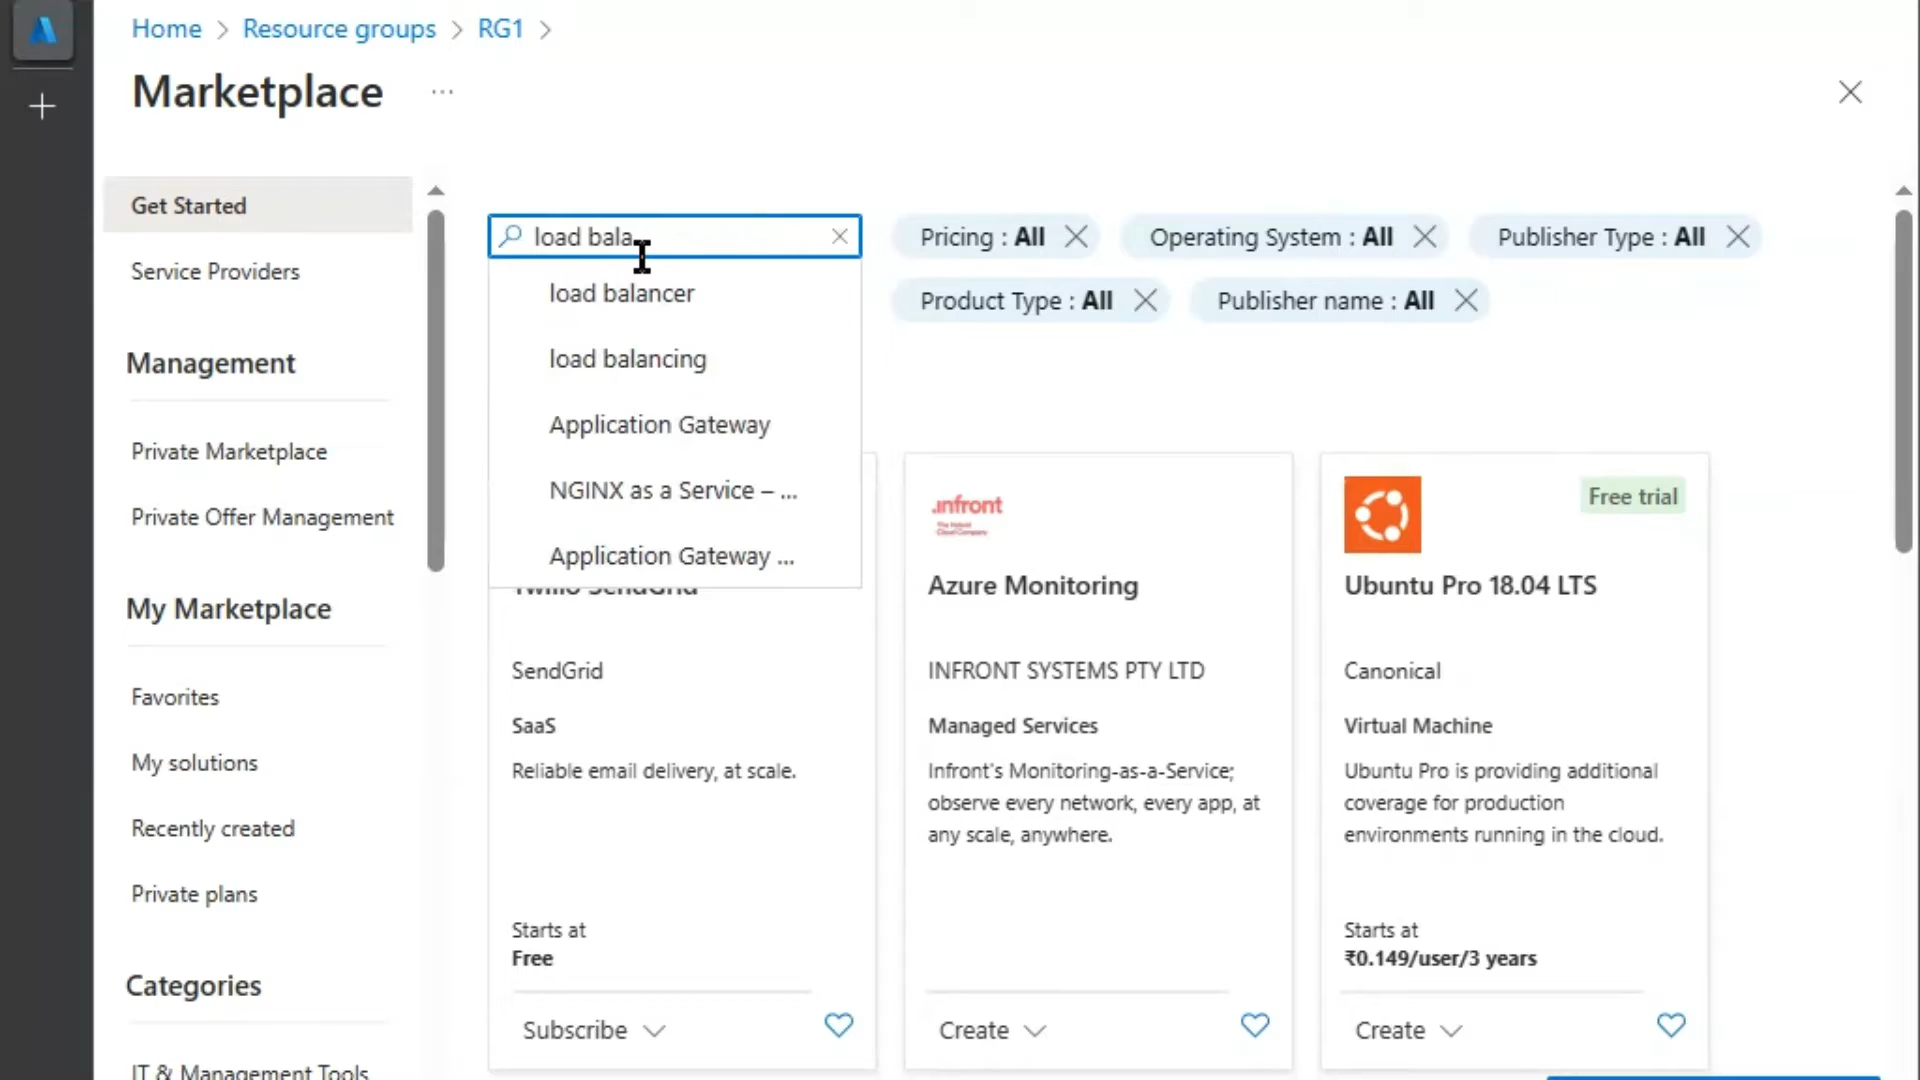 Home > Resource groups > RG1 >
Marketplace ...
Get Started
Service Providers
Management
Private Marketplace
Private Offer Management
My Marketplace
Favorites
My solutions
Recently created
Private plans
Categories
IT & Management Tools
load bala
load balancer
load balancing
Application Gateway
NGINX as a Service – ...
Application Gateway ...
Pricing : All
Operating System : All
Publisher Type : All
Product Type : All
Publisher name : All
Twilio SendGrid
SendGrid
SaaS
Reliable email delivery, at scale.
Starts at
Free
Subscribe
.infront
The Hybrid
Cloud Company
Azure Monitoring
INFRONT SYSTEMS PTY LTD
Managed Services
Infront's Monitoring-as-a-Service;
observe every network, every app, at
any scale, anywhere.
Create
Free trial
Ubuntu Pro 18.04 LTS
Canonical
Virtual Machine
Ubuntu Pro is providing additional
coverage for production
environments running in the cloud.
Starts at
₹0.149/user/3 years
Create